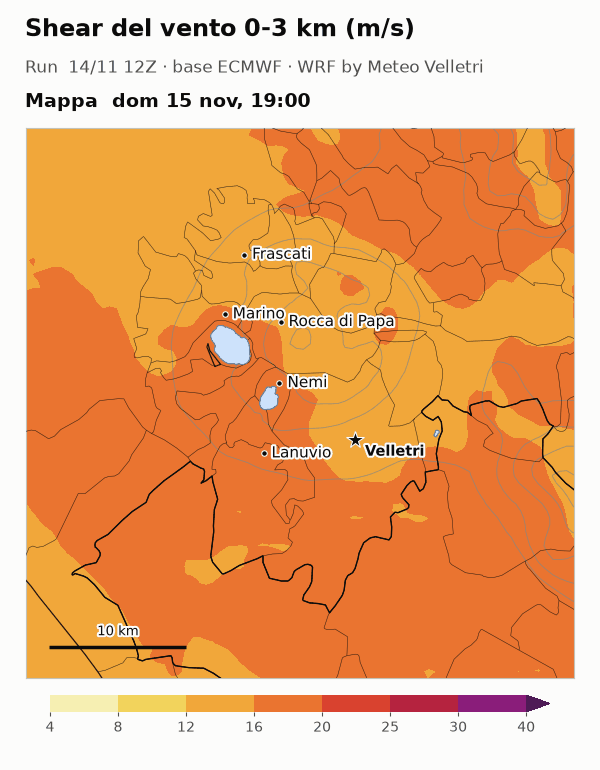 Shear del vento 0-3 km (m/s)
Run 14/11 12Z · base ECMWF · WRF by Meteo Velletri
Mappa dom 15 nov, 19:00
Frascati
Marino
Rocca di Papa
Nemi
Velletri
Lanuvio
10 km
4 8 12 16 20 25 30 40